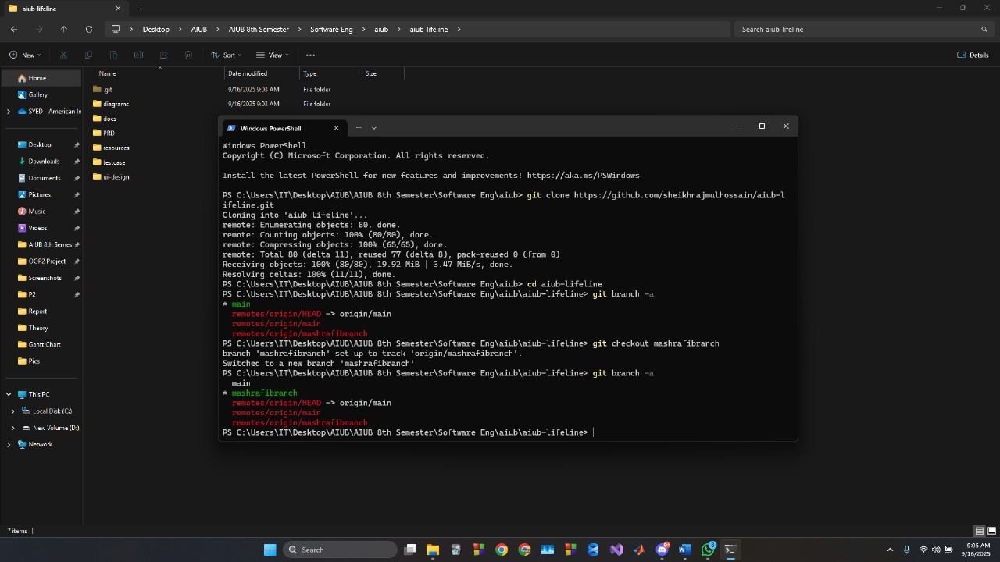 aiub-lifeline
Desktop > AIUB > AIUB 8th Semester > Software Eng > aiub > aiub-lifeline >
Search aiub-lifeline
New
Sort
View
Details
Name
Date modified
Type
Size
Home
Gallery
SYED - American In
Desktop
Downloads
Documents
Pictures
Music
Videos
AIUB 8th Semest
OOP2 Project
Screenshots
P2
Report
Theory
Gantt Chart
Pics
This PC
Local Disk (C:)
New Volume (D:)
Network
.git 9/16/2025 9:03 AM File folder
diagrams 9/16/2025 9:03 AM File folder
docs
PRD
resources
testcase
ui-design
Windows PowerShell
Windows PowerShell
Copyright (C) Microsoft Corporation. All rights reserved.
Install the latest PowerShell for new features and improvements! https://aka.ms/PSWindows
PS C:\Users\IT\Desktop\AIUB\AIUB 8th Semester\Software Eng\aiub> git clone https://github.com/sheikhnajmulhossain/aiub-l
ifeline.git
Cloning into 'aiub-lifeline'...
remote: Enumerating objects: 80, done.
remote: Counting objects: 100% (80/80), done.
remote: Compressing objects: 100% (65/65), done.
remote: Total 80 (delta 11), reused 77 (delta 8), pack-reused 0 (from 0)
Receiving objects: 100% (80/80), 19.92 MiB | 3.47 MiB/s, done.
Resolving deltas: 100% (11/11), done.
PS C:\Users\IT\Desktop\AIUB\AIUB 8th Semester\Software Eng\aiub> cd aiub-lifeline
PS C:\Users\IT\Desktop\AIUB\AIUB 8th Semester\Software Eng\aiub\aiub-lifeline> git branch -a
* main
remotes/origin/HEAD -> origin/main
remotes/origin/main
remotes/origin/mashrafibranch
PS C:\Users\IT\Desktop\AIUB\AIUB 8th Semester\Software Eng\aiub\aiub-lifeline> git checkout mashrafibranch
branch 'mashrafibranch' set up to track 'origin/mashrafibranch'.
Switched to a new branch 'mashrafibranch'
PS C:\Users\IT\Desktop\AIUB\AIUB 8th Semester\Software Eng\aiub\aiub-lifeline> git branch -a
main
* mashrafibranch
remotes/origin/HEAD -> origin/main
remotes/origin/main
remotes/origin/mashrafibranch
PS C:\Users\IT\Desktop\AIUB\AIUB 8th Semester\Software Eng\aiub\aiub-lifeline>
7 items
Search
9:05 AM
9/16/2025